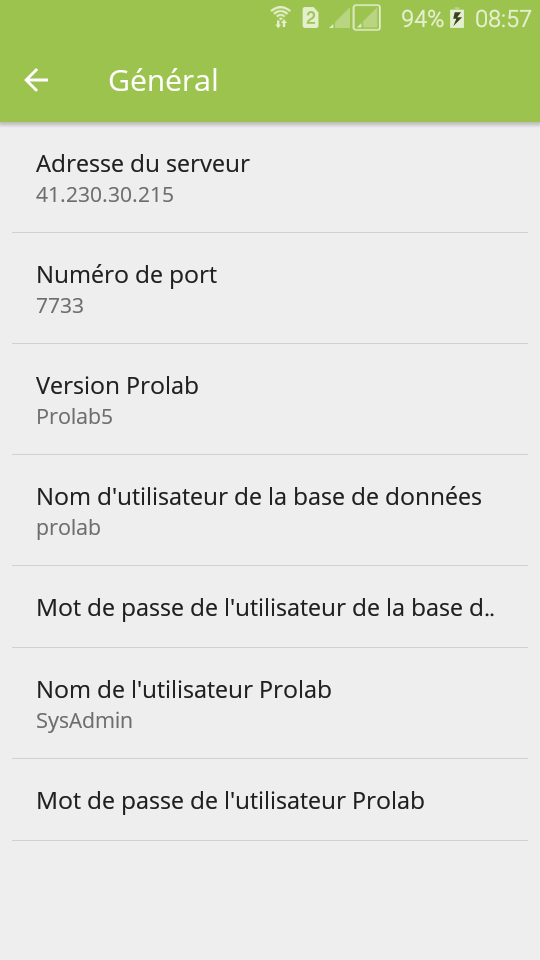 2 94% 08:57
Général
Adresse du serveur
41.230.30.215
Numéro de port
7733
Version Prolab
Prolab5
Nom d'utilisateur de la base de données
prolab
Mot de passe de l'utilisateur de la base d..
Nom de l'utilisateur Prolab
SysAdmin
Mot de passe de l'utilisateur Prolab